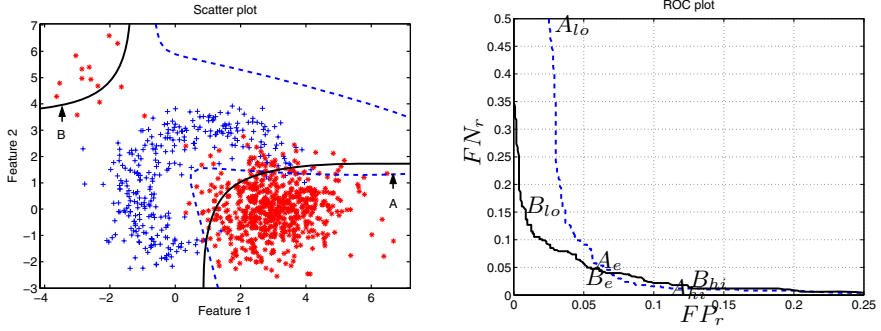 Scatter plot
7
6
5
4
3
2
1
0
−1
−2
−3
−4
−2
0
2
4
6
Feature 1
Feature 2
B
A
ROC plot
0.5
0.45
0.4
0.35
0.3
0.25
0.2
0.15
0.1
0.05
0
0
0.05
0.1
0.15
0.2
0.25
FN_r
FP_r
A_lo
B_lo
A_e
B_e
B_hi
A_hi